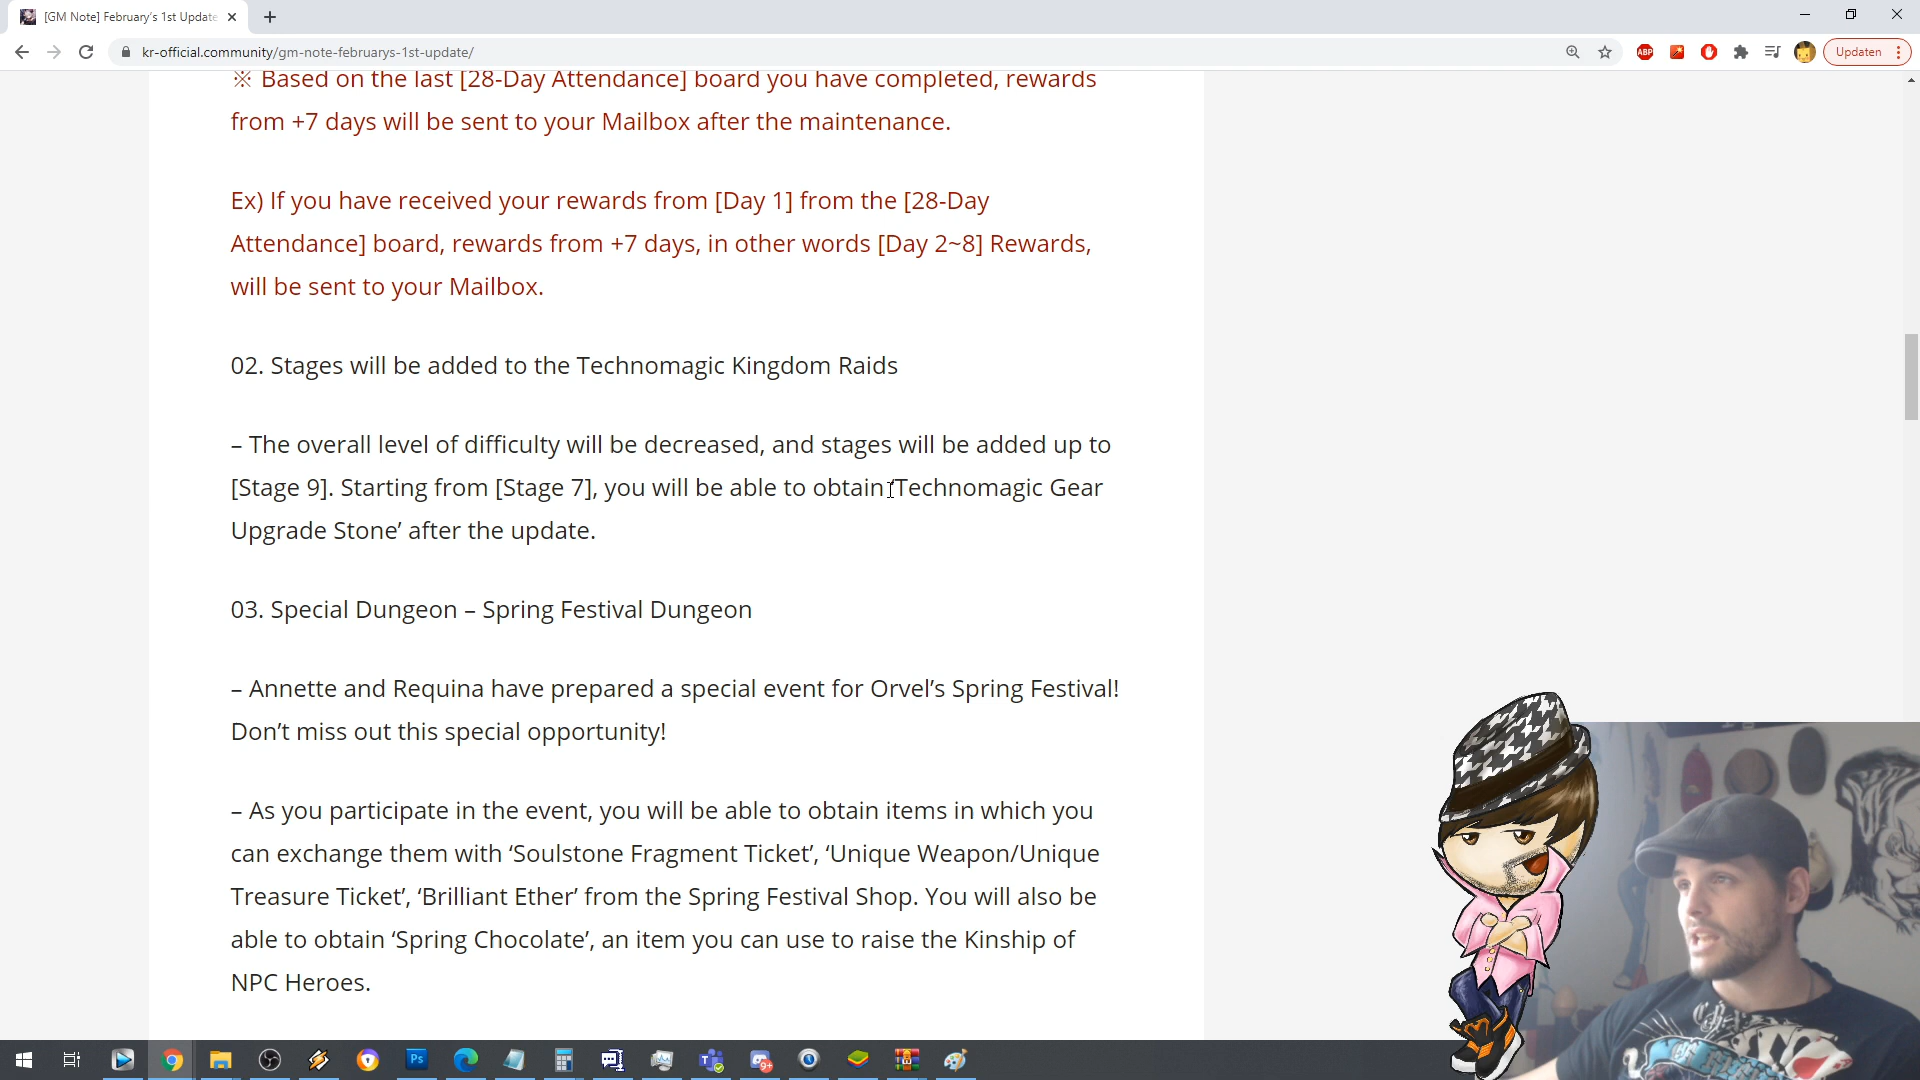 [GM Note] February's 1st Update
kr-official.community/gm-note-februarys-1st-update/
ABP
Updaten
※ Based on the last [28-Day Attendance] board you have completed, rewards
from +7 days will be sent to your Mailbox after the maintenance.
Ex) If you have received your rewards from [Day 1] from the [28-Day
Attendance] board, rewards from +7 days, in other words [Day 2~8] Rewards,
will be sent to your Mailbox.
02. Stages will be added to the Technomagic Kingdom Raids
– The overall level of difficulty will be decreased, and stages will be added up to
[Stage 9]. Starting from [Stage 7], you will be able to obtain ‘Technomagic Gear
Upgrade Stone’ after the update.
03. Special Dungeon – Spring Festival Dungeon
– Annette and Requina have prepared a special event for Orvel’s Spring Festival!
Don’t miss out this special opportunity!
– As you participate in the event, you will be able to obtain items in which you
can exchange them with ‘Soulstone Fragment Ticket’, ‘Unique Weapon/Unique
Treasure Ticket’, ‘Brilliant Ether’ from the Spring Festival Shop. You will also be
able to obtain ‘Spring Chocolate’, an item you can use to raise the Kinship of
NPC Heroes.
Ps
9+